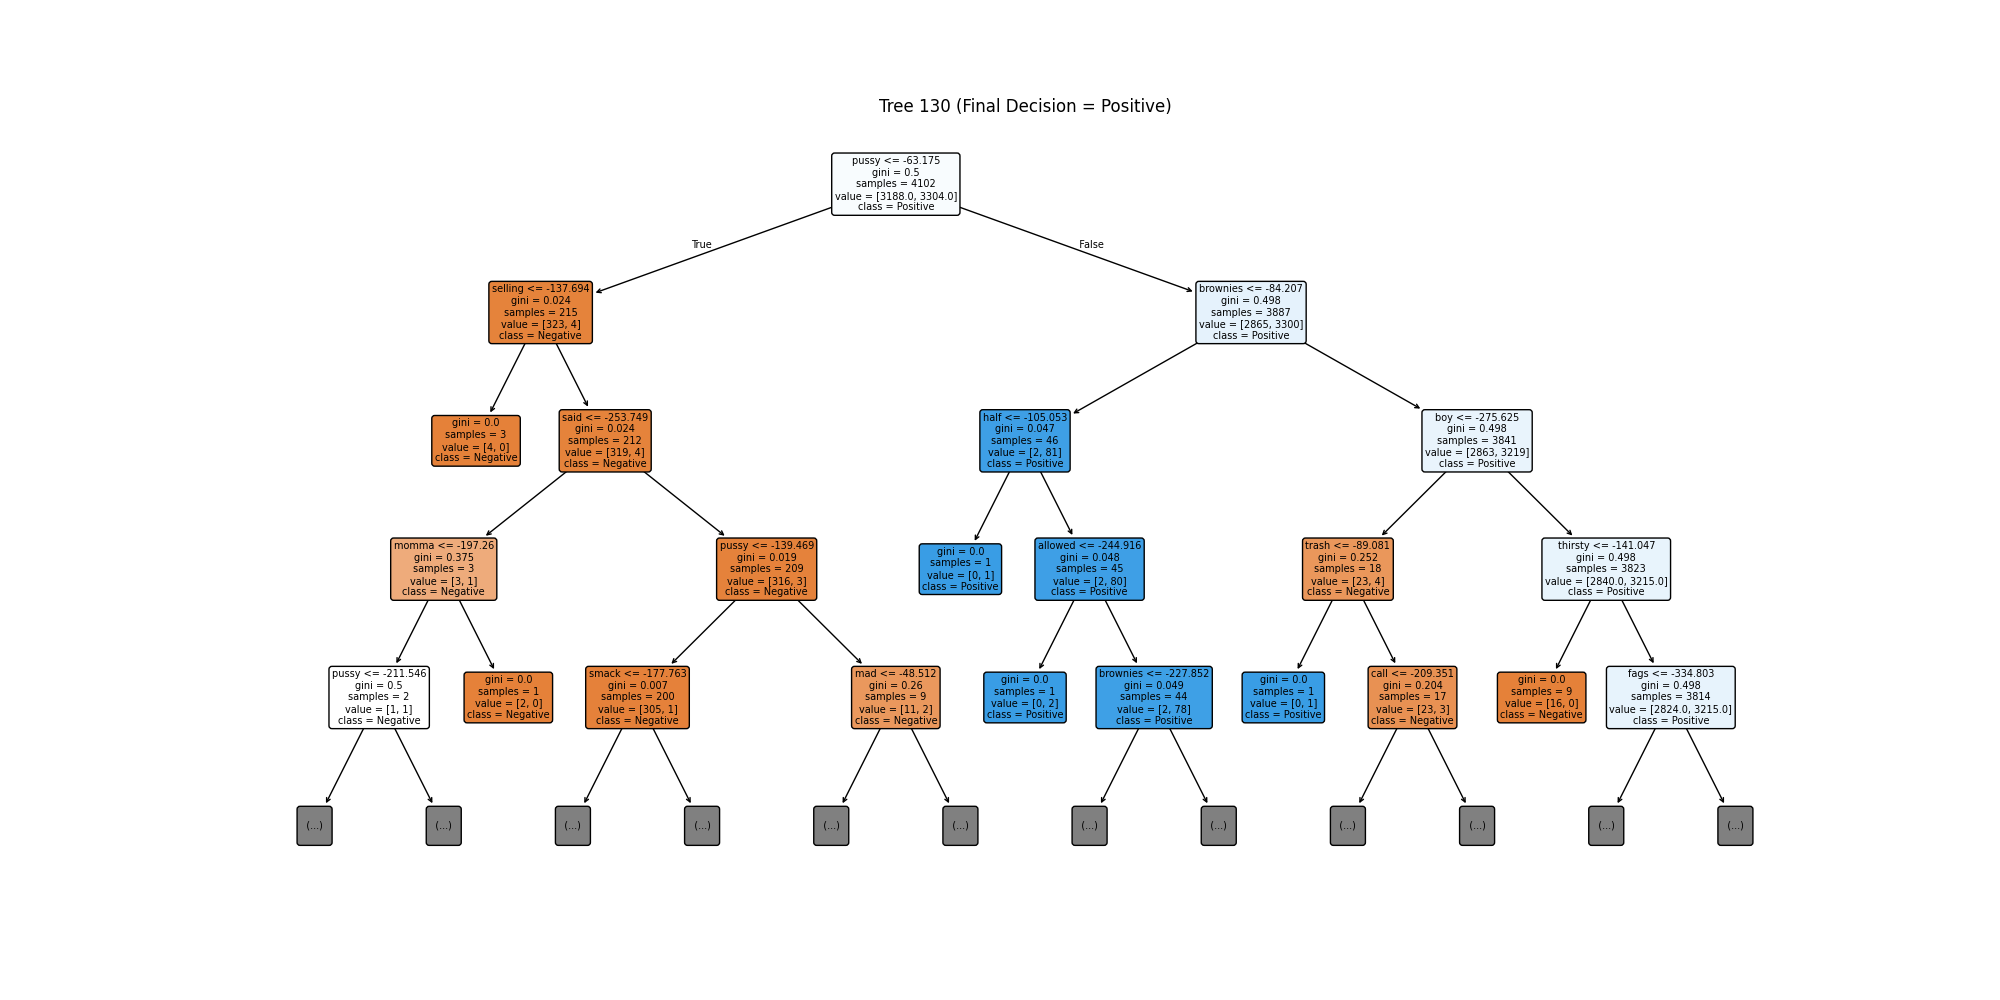 Tree 130 (Final Decision = Positive)
pussy <= -63.175
gini = 0.5
samples = 4102
value = [3188.0, 3304.0]
class = Positive
True
False
selling <= -137.694
gini = 0.024
samples = 215
value = [323, 4]
class = Negative
brownies <= -84.207
gini = 0.498
samples = 3887
value = [2865, 3300]
class = Positive
gini = 0.0
samples = 3
value = [4, 0]
class = Negative
said <= -253.749
gini = 0.024
samples = 212
value = [319, 4]
class = Negative
half <= -105.053
gini = 0.047
samples = 46
value = [2, 81]
class = Positive
boy <= -275.625
gini = 0.498
samples = 3841
value = [2863, 3219]
class = Positive
momma <= -197.26
gini = 0.375
samples = 3
value = [3, 1]
class = Negative
pussy <= -139.469
gini = 0.019
samples = 209
value = [316, 3]
class = Negative
gini = 0.0
samples = 1
value = [0, 1]
class = Positive
allowed <= -244.916
gini = 0.048
samples = 45
value = [2, 80]
class = Positive
trash <= -89.081
gini = 0.252
samples = 18
value = [23, 4]
class = Negative
thirsty <= -141.047
gini = 0.498
samples = 3823
value = [2840.0, 3215.0]
class = Positive
pussy <= -211.546
gini = 0.5
samples = 2
value = [1, 1]
class = Negative
gini = 0.0
samples = 1
value = [2, 0]
class = Negative
smack <= -177.763
gini = 0.007
samples = 200
value = [305, 1]
class = Negative
mad <= -48.512
gini = 0.26
samples = 9
value = [11, 2]
class = Negative
gini = 0.0
samples = 1
value = [0, 2]
class = Positive
brownies <= -227.852
gini = 0.049
samples = 44
value = [2, 78]
class = Positive
gini = 0.0
samples = 1
value = [0, 1]
class = Positive
call <= -209.351
gini = 0.204
samples = 17
value = [23, 3]
class = Negative
gini = 0.0
samples = 9
value = [16, 0]
class = Negative
fags <= -334.803
gini = 0.498
samples = 3814
value = [2824.0, 3215.0]
class = Positive
(...)
(...)
(...)
(...)
(...)
(...)
(...)
(...)
(...)
(...)
(...)
(...)